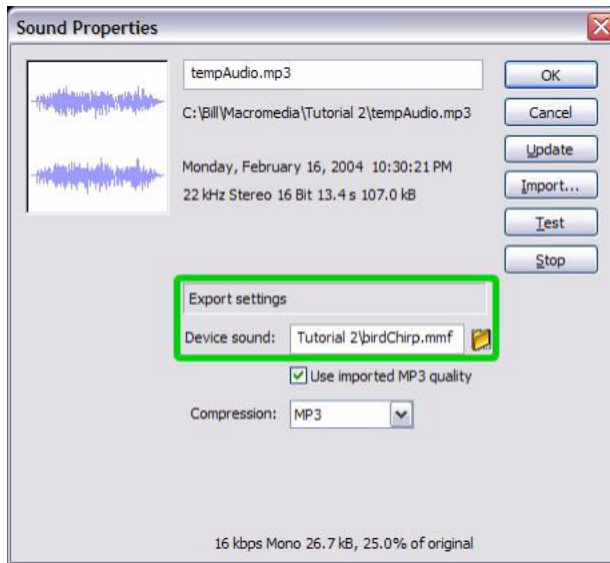 Sound Properties
tempAudio.mp3
OK
C:\Bill\Macromedia\Tutorial 2\tempAudio.mp3
Cancel
Update
Monday, February 16, 2004 10:30:21 PM
Import...
22 kHz Stereo 16 Bit 13.4 s 107.0 kB
Test
Stop
Export settings
Device sound: Tutorial 2\birdChirp.mmf
Use imported MP3 quality
Compression: MP3
16 kbps Mono 26.7 kB, 25.0% of original